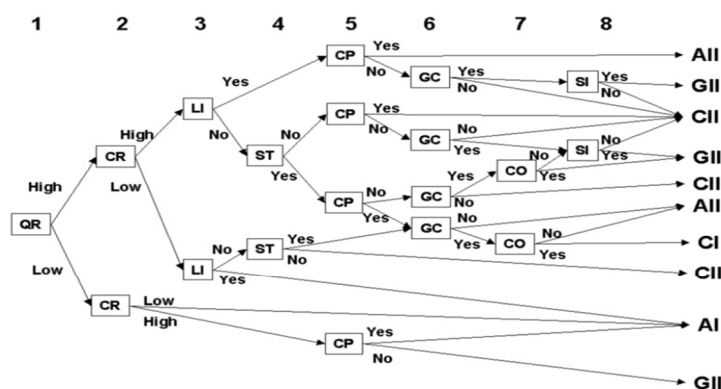 1 2 3 4 5 6 7 8
CP Yes AII
No GC Yes SI Yes GII
Yes No No
LI CP Yes CII
High No No No GC No No
CR ST Yes SI Yes GII
High Low Yes Yes CO No Yes
CP No GC No CII
QR Yes GC No AII
No ST Yes Yes CO No CI
Low LI Yes No Yes CII
CR Low AI
High CP Yes
No GII